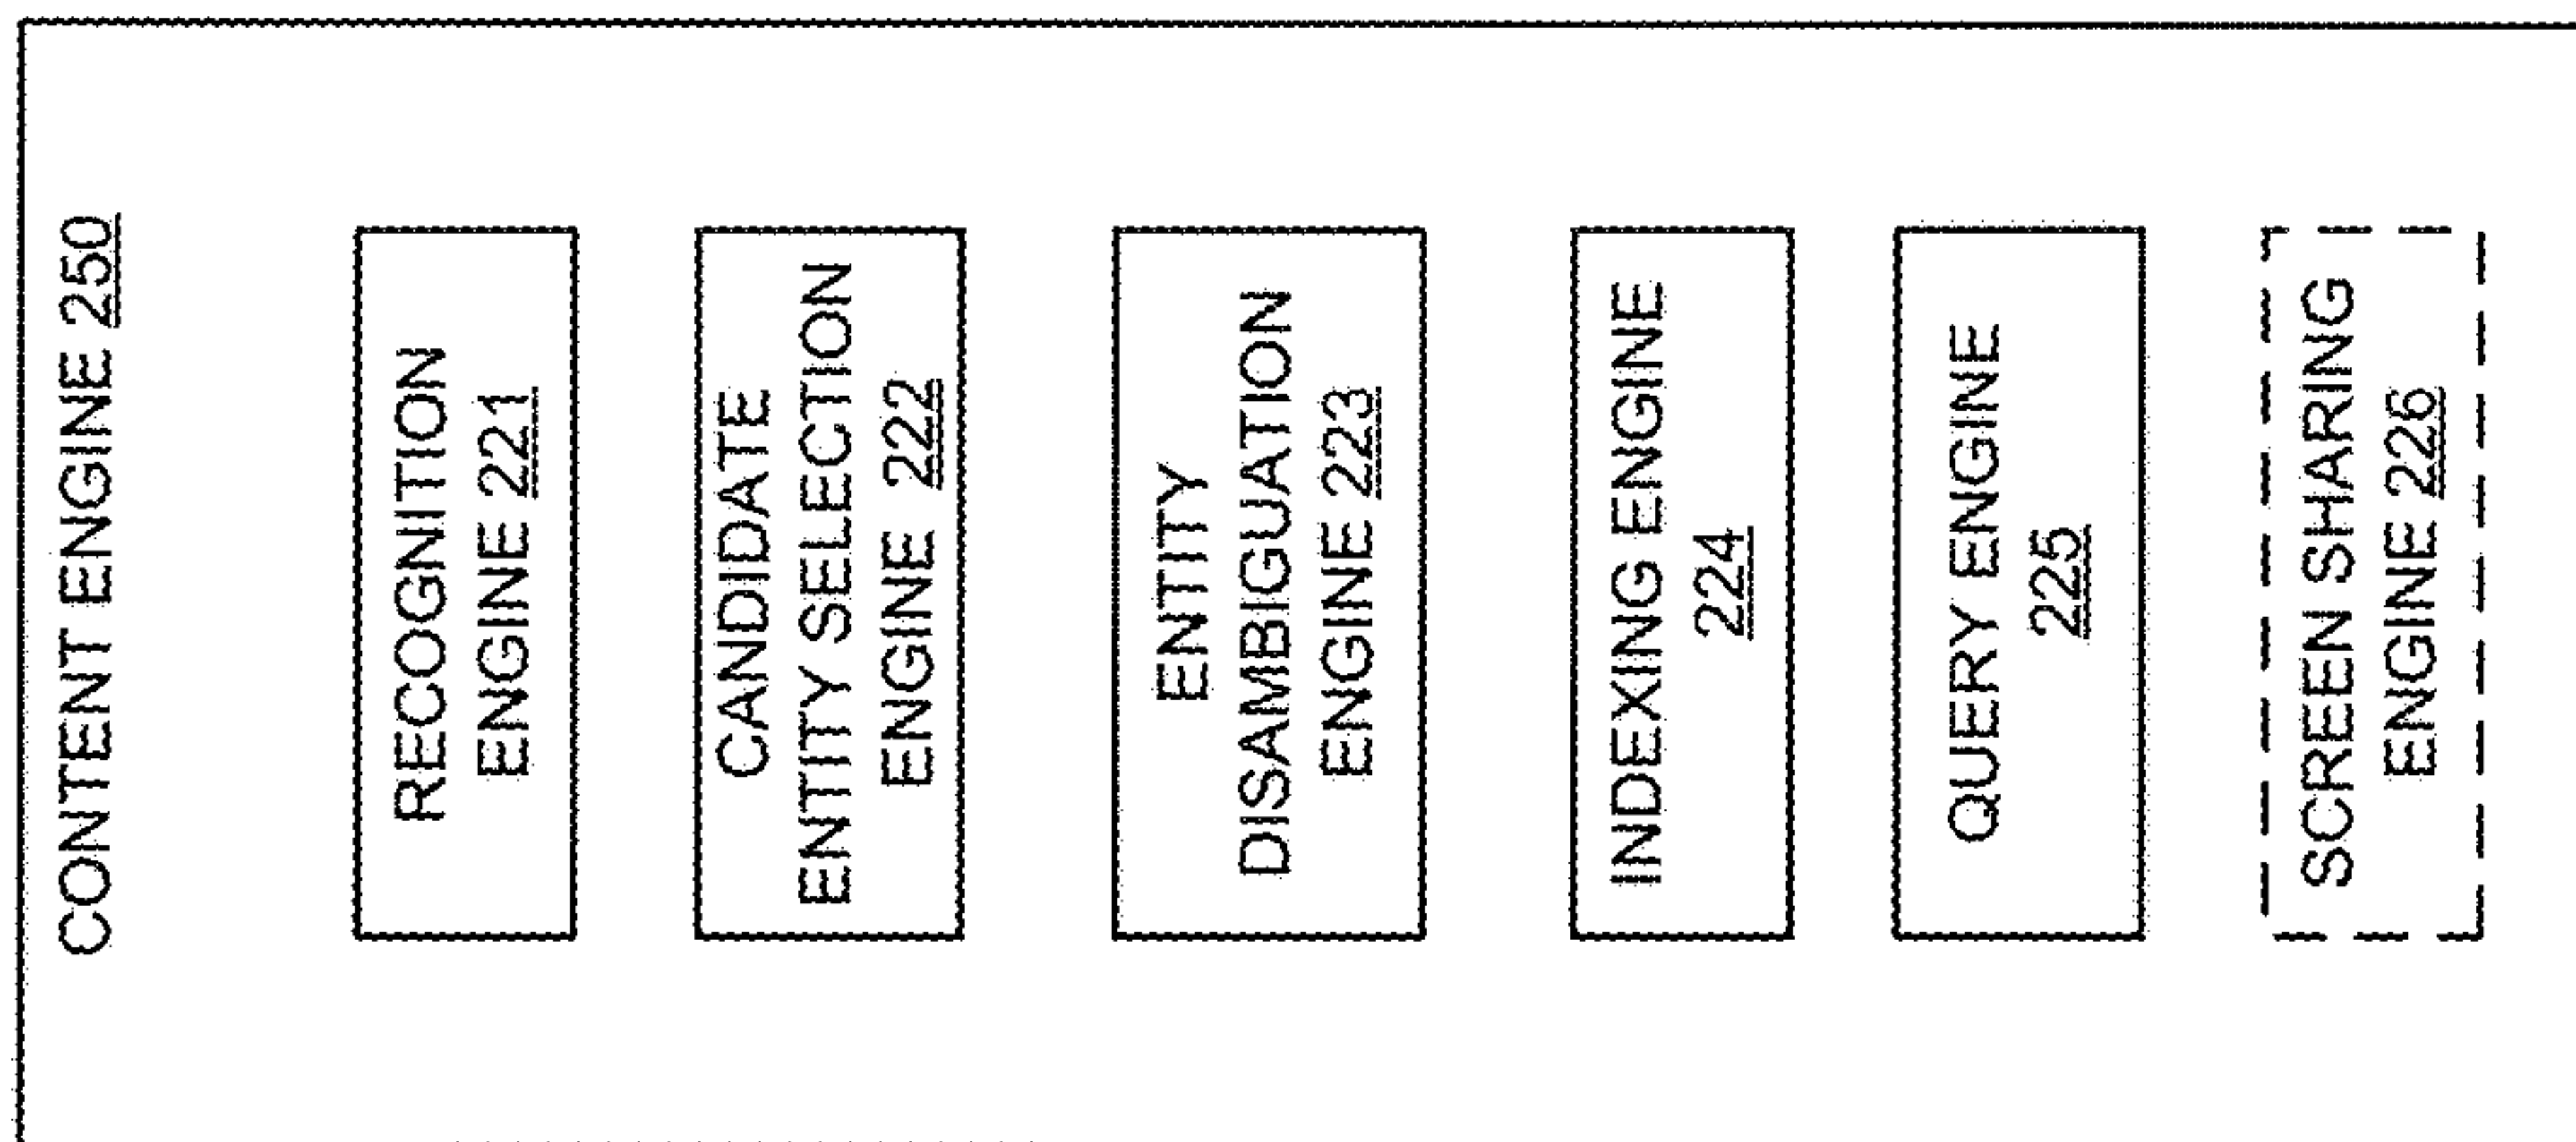 CONTENT ENGINE 250
RECOGNITION
ENGINE 221
CANDIDATE
ENTITY SELECTION
ENGINE 222
ENTITY
DISAMBIGUATION
ENGINE 223
INDEXING ENGINE
224
QUERY ENGINE
225
SCREEN SHARING
ENGINE 226